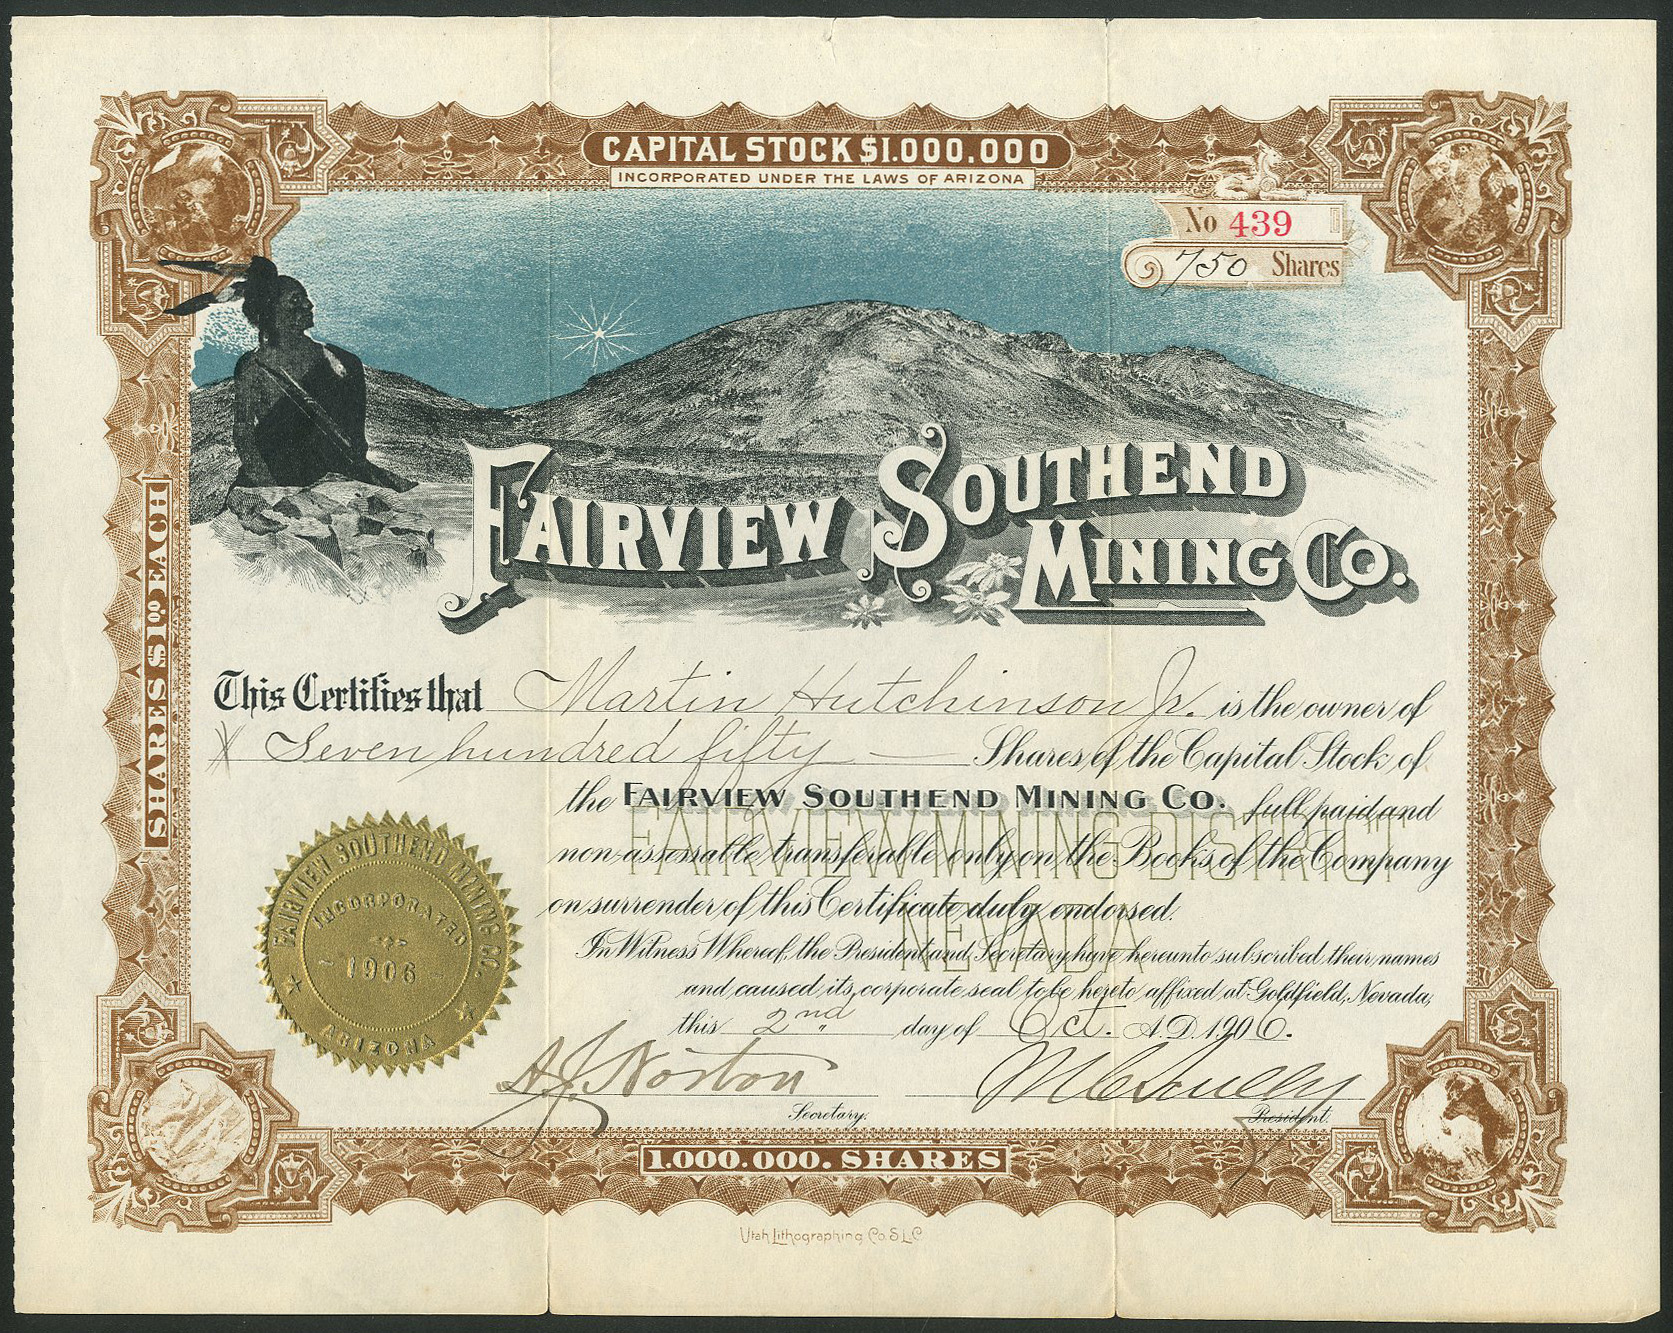 CAPITAL STOCK $1.000.000
INCORPORATED UNDER THE LAWS OF ARIZONA
No 439
750 Shares
FAIRVIEW SOUTHEND
MINING CO.
SHARES $1.00 EACH
This Certifies that Martin Hutchinson Jr. is the owner of
Seven hundred fifty Shares of the Capital Stock of
the FAIRVIEW SOUTHEND MINING CO. full paid and
FAIRVIEW MINING DISTRICT
non-assessable transferable only on the Books of the Company
on surrender of this Certificate duly endorsed.
NEVADA
In Witness Whereof, the President and Secretary have hereunto subscribed their names
and caused its corporate seal to be hereto affixed at Goldfield, Nevada,
this 2nd day of Oct. A.D. 1906.
FAIRVIEW SOUTHEND MINING CO.
INCORPORATED
1906
ARIZONA
A.J. Norton
Secretary.
President.
1.000.000. SHARES
Utah Lithographing Co. S.L.C